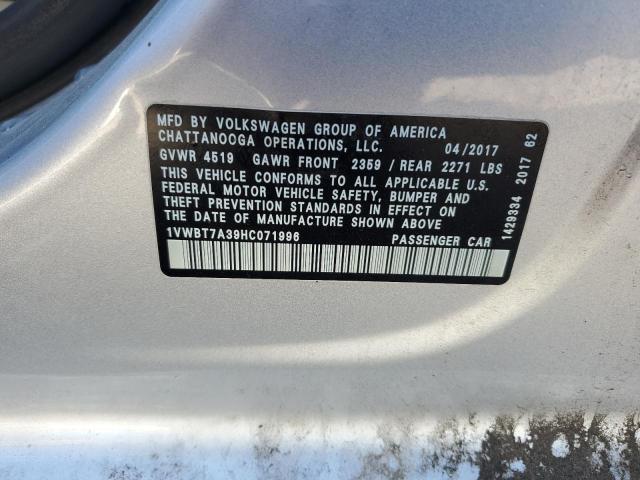 MFD BY VOLKSWAGEN GROUP OF AMERICA
CHATTANOOGA OPERATIONS, LLC. 04/2017
GVWR 4519 GAWR FRONT 2359 / REAR 2271 LBS
THIS VEHICLE CONFORMS TO ALL APPLICABLE U.S.
FEDERAL MOTOR VEHICLE SAFETY, BUMPER AND
THEFT PREVENTION STANDARDS IN EFFECT ON
THE DATE OF MANUFACTURE SHOWN ABOVE
1VWBT7A39HC071996 PASSENGER CAR
1429334 2017 62